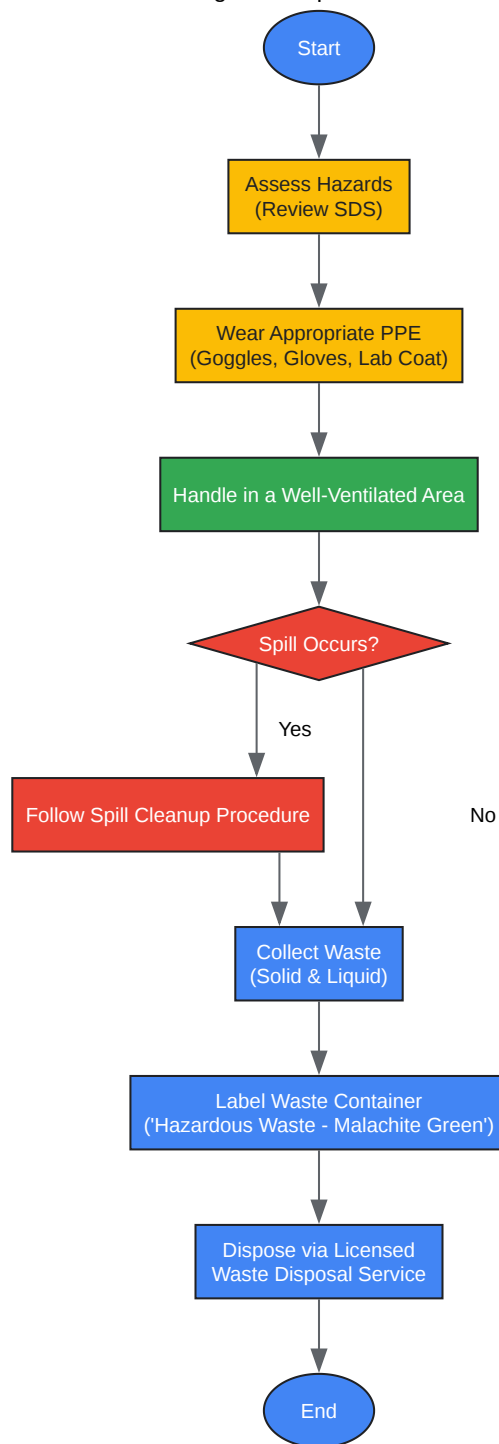 Start
Assess Hazards
(Review SDS)
Wear Appropriate PPE
(Goggles, Gloves, Lab Coat)
Handle in a Well-Ventilated Area
Spill Occurs?
Yes
Follow Spill Cleanup Procedure
No
Collect Waste
(Solid & Liquid)
Label Waste Container
('Hazardous Waste - Malachite Green')
Dispose via Licensed
Waste Disposal Service
End